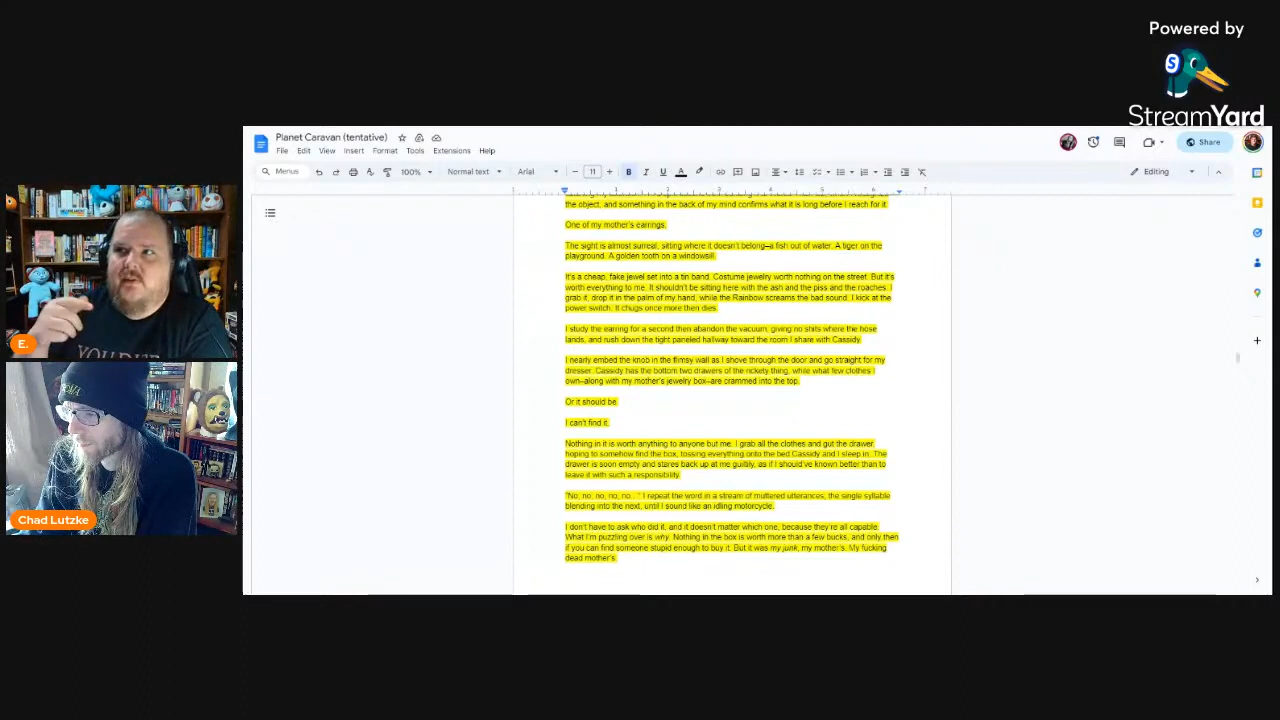 Powered by
S
StreamYard
Planet Caravan (tentative)
File Edit View Insert Format Tools Extensions Help
Share
Menus
100%
Normal text
Arial
11
B I U A
Editing
1 1 2 3 4 5 6 7
the object, and something in the back of my mind confirms what it is long before I reach for it.
One of my mother's earrings.
The sight is almost surreal, sitting where it doesn't belong–a fish out of water. A tiger on the
playground. A golden tooth on a windowsill.
It's a cheap, fake jewel set into a tin band. Costume jewelry worth nothing on the street. But it's
worth everything to me. It shouldn't be sitting here with the ash and the piss and the roaches. I
grab it, drop it in the palm of my hand, while the Rainbow screams the bad sound. I kick at the
power switch. It chugs once more then dies.
I study the earring for a second then abandon the vacuum, giving no shits where the hose
lands, and rush down the tight paneled hallway toward the room I share with Cassidy.
I nearly embed the knob in the flimsy wall as I shove through the door and go straight for my
dresser. Cassidy has the bottom two drawers of the rickety thing, while what few clothes I
own–along with my mother's jewelry box–are crammed into the top.
Or it should be.
I can't find it.
Nothing in it is worth anything to anyone but me. I grab all the clothes and gut the drawer,
hoping to somehow find the box, tossing everything onto the bed Cassidy and I sleep in. The
drawer is soon empty and stares back up at me guiltily, as if I should've known better than to
leave it with such a responsibility.
"No, no, no, no, no..." I repeat the word in a stream of muttered utterances, the single syllable
blending into the next, until I sound like an idling motorcycle.
I don't have to ask who did it, and it doesn't matter which one, because they're all capable.
What I'm puzzling over is why. Nothing in the box is worth more than a few bucks, and only then
if you can find someone stupid enough to buy it. But it was my junk, my mother's. My fucking
dead mother's.
E.
Chad Lutzke